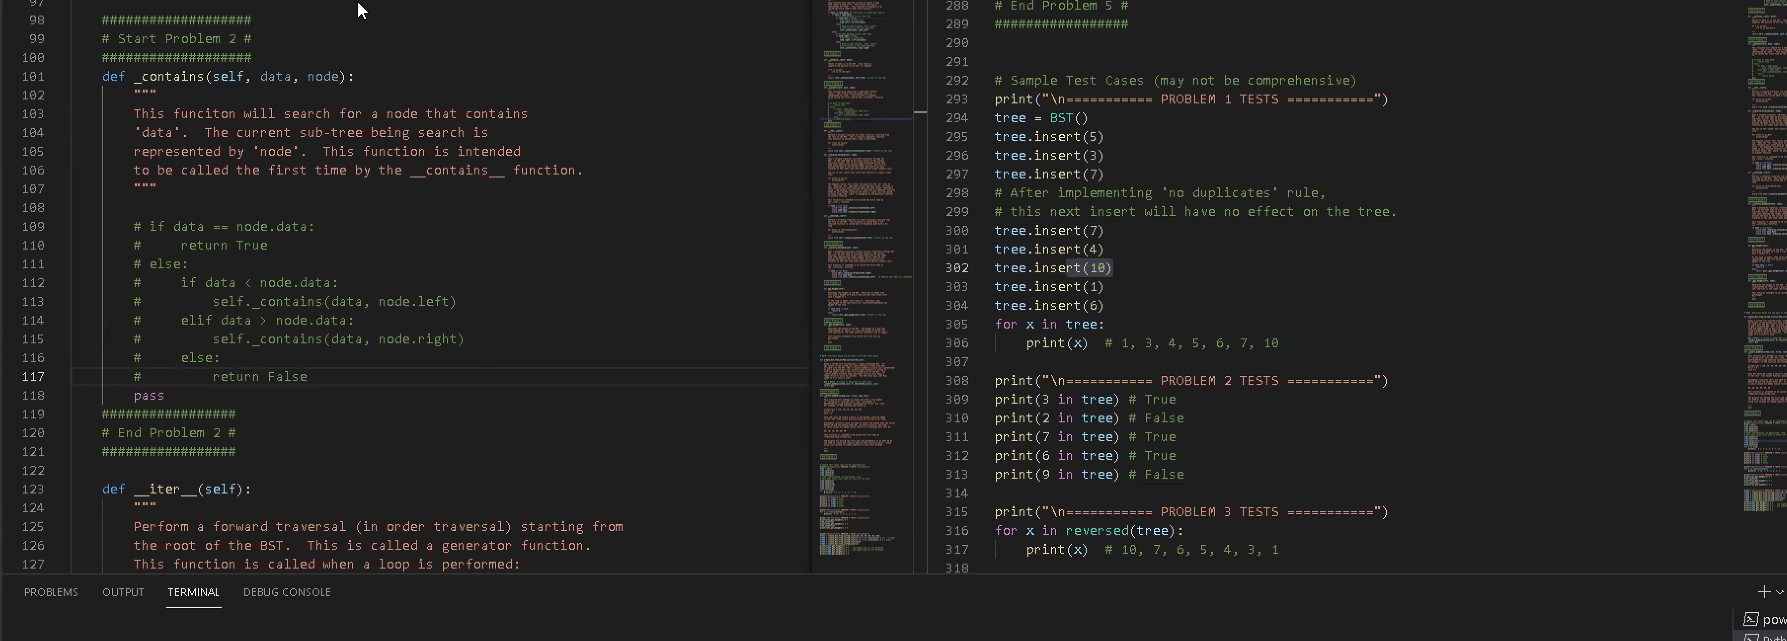 97
98 ###################
99 # Start Problem 2 #
100 ###################
101 def _contains(self, data, node):
102 """
103 This funciton will search for a node that contains
104 'data'.  The current sub-tree being search is
105 represented by 'node'.  This function is intended
106 to be called the first time by the __contains__ function.
107 """
108
109 # if data == node.data:
110 #     return True
111 # else:
112 #     if data < node.data:
113 #         self._contains(data, node.left)
114 #     elif data > node.data:
115 #         self._contains(data, node.right)
116 #     else:
117 #         return False
118 pass
119 #################
120 # End Problem 2 #
121 #################
122
123 def __iter__(self):
124 """
125 Perform a forward traversal (in order traversal) starting from
126 the root of the BST.  This is called a generator function.
127 This function is called when a loop is performed:
288 # End Problem 5 #
289 #################
290
291
292 # Sample Test Cases (may not be comprehensive)
293 print("\n=========== PROBLEM 1 TESTS ===========")
294 tree = BST()
295 tree.insert(5)
296 tree.insert(3)
297 tree.insert(7)
298 # After implementing 'no duplicates' rule,
299 # this next insert will have no effect on the tree.
300 tree.insert(7)
301 tree.insert(4)
302 tree.insert(10)
303 tree.insert(1)
304 tree.insert(6)
305 for x in tree:
306     print(x)  # 1, 3, 4, 5, 6, 7, 10
307
308 print("\n=========== PROBLEM 2 TESTS ===========")
309 print(3 in tree) # True
310 print(2 in tree) # False
311 print(7 in tree) # True
312 print(6 in tree) # True
313 print(9 in tree) # False
314
315 print("\n=========== PROBLEM 3 TESTS ===========")
316 for x in reversed(tree):
317     print(x)  # 10, 7, 6, 5, 4, 3, 1
318
PROBLEMS OUTPUT TERMINAL DEBUG CONSOLE
pow